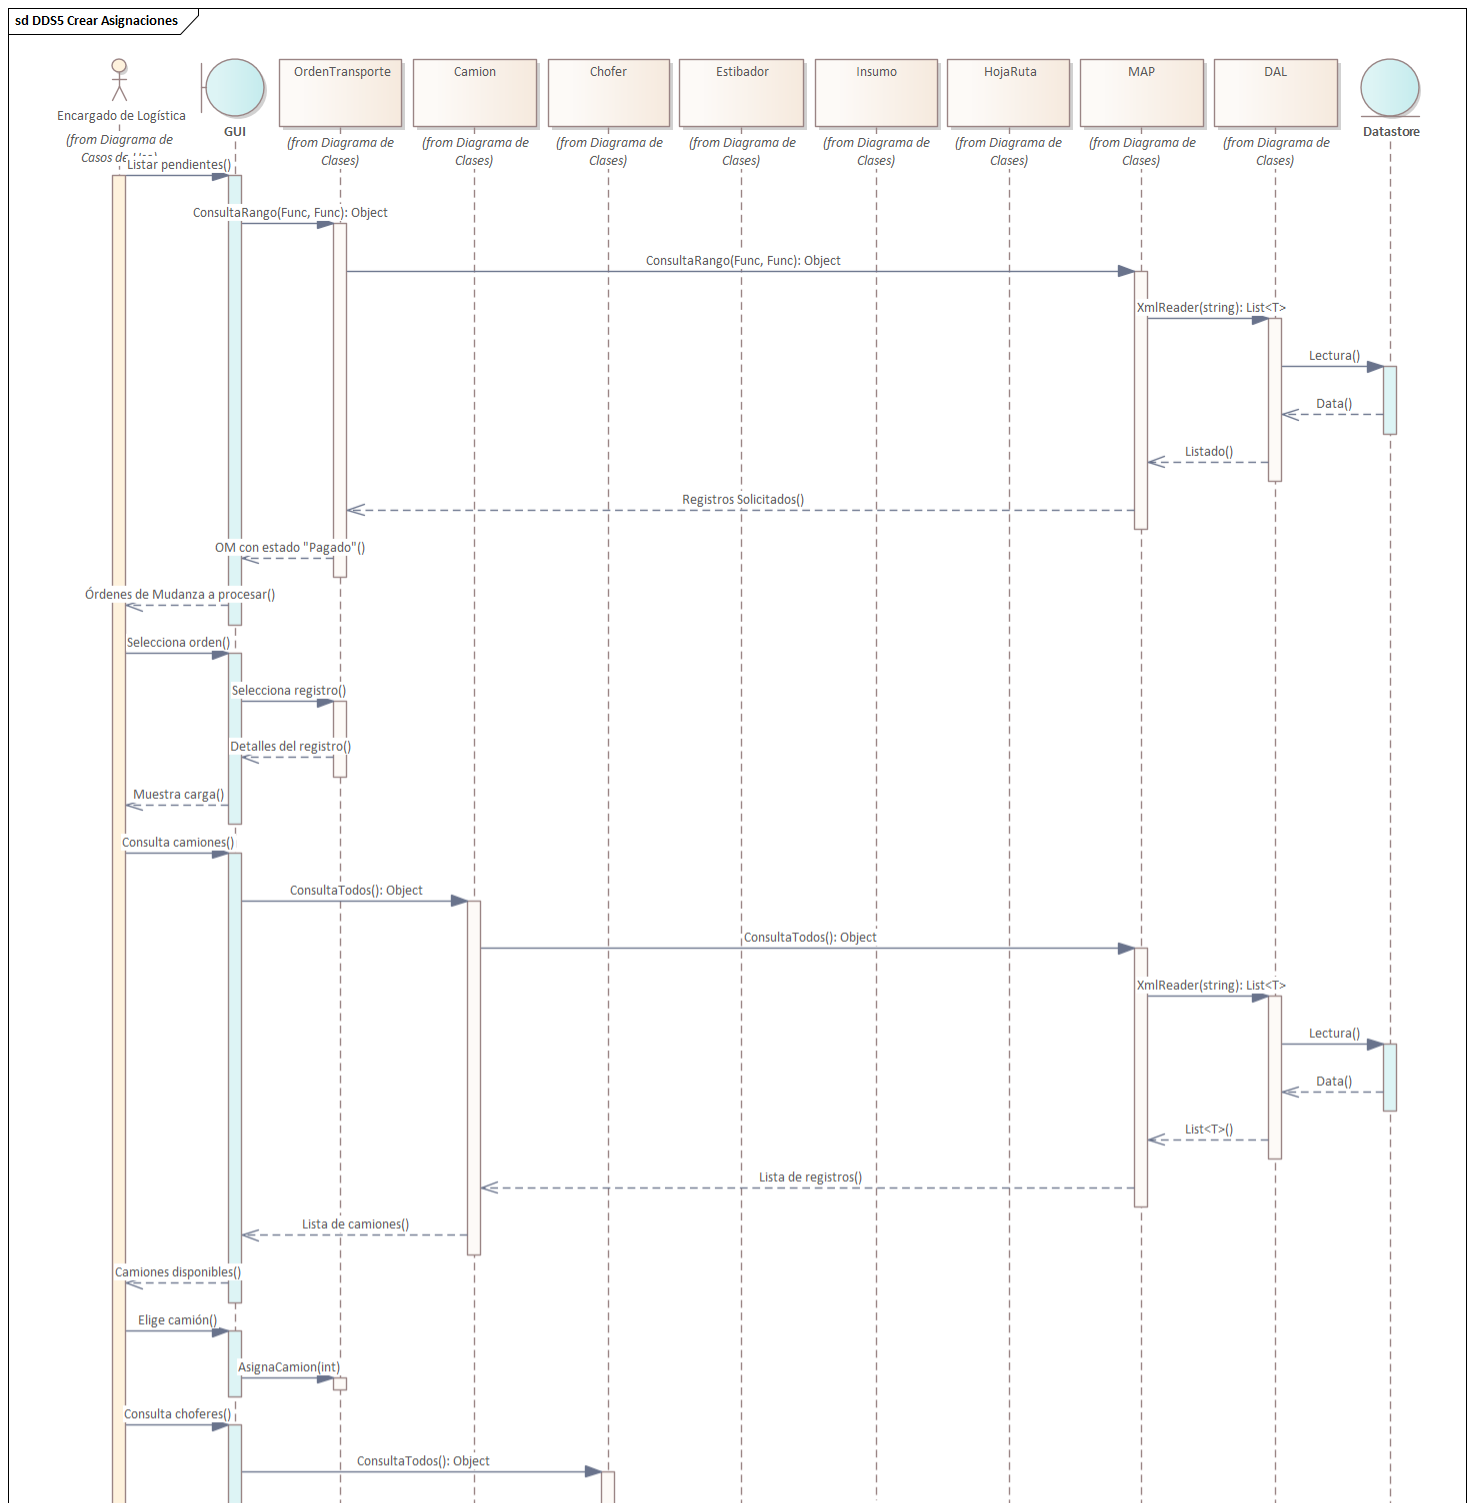 sd DDS5 Crear Asignaciones
Encargado de Logística
(from Diagrama de
Casos de Uso)
GUI
OrdenTransporte
(from Diagrama de
Clases)
Camion
(from Diagrama de
Clases)
Chofer
(from Diagrama de
Clases)
Estibador
(from Diagrama de
Clases)
Insumo
(from Diagrama de
Clases)
HojaRuta
(from Diagrama de
Clases)
MAP
(from Diagrama de
Clases)
DAL
(from Diagrama de
Clases)
Datastore
Listar pendientes()
ConsultaRango(Func, Func): Object
ConsultaRango(Func, Func): Object
XmlReader(string): List<T>
Lectura()
Data()
Listado()
Registros Solicitados()
OM con estado "Pagado"()
Órdenes de Mudanza a procesar()
Selecciona orden()
Selecciona registro()
Detalles del registro()
Muestra carga()
Consulta camiones()
ConsultaTodos(): Object
ConsultaTodos(): Object
XmlReader(string): List<T>
Lectura()
Data()
List<T>()
Lista de registros()
Lista de camiones()
Camiones disponibles()
Elige camión()
AsignaCamion(int)
Consulta choferes()
ConsultaTodos(): Object